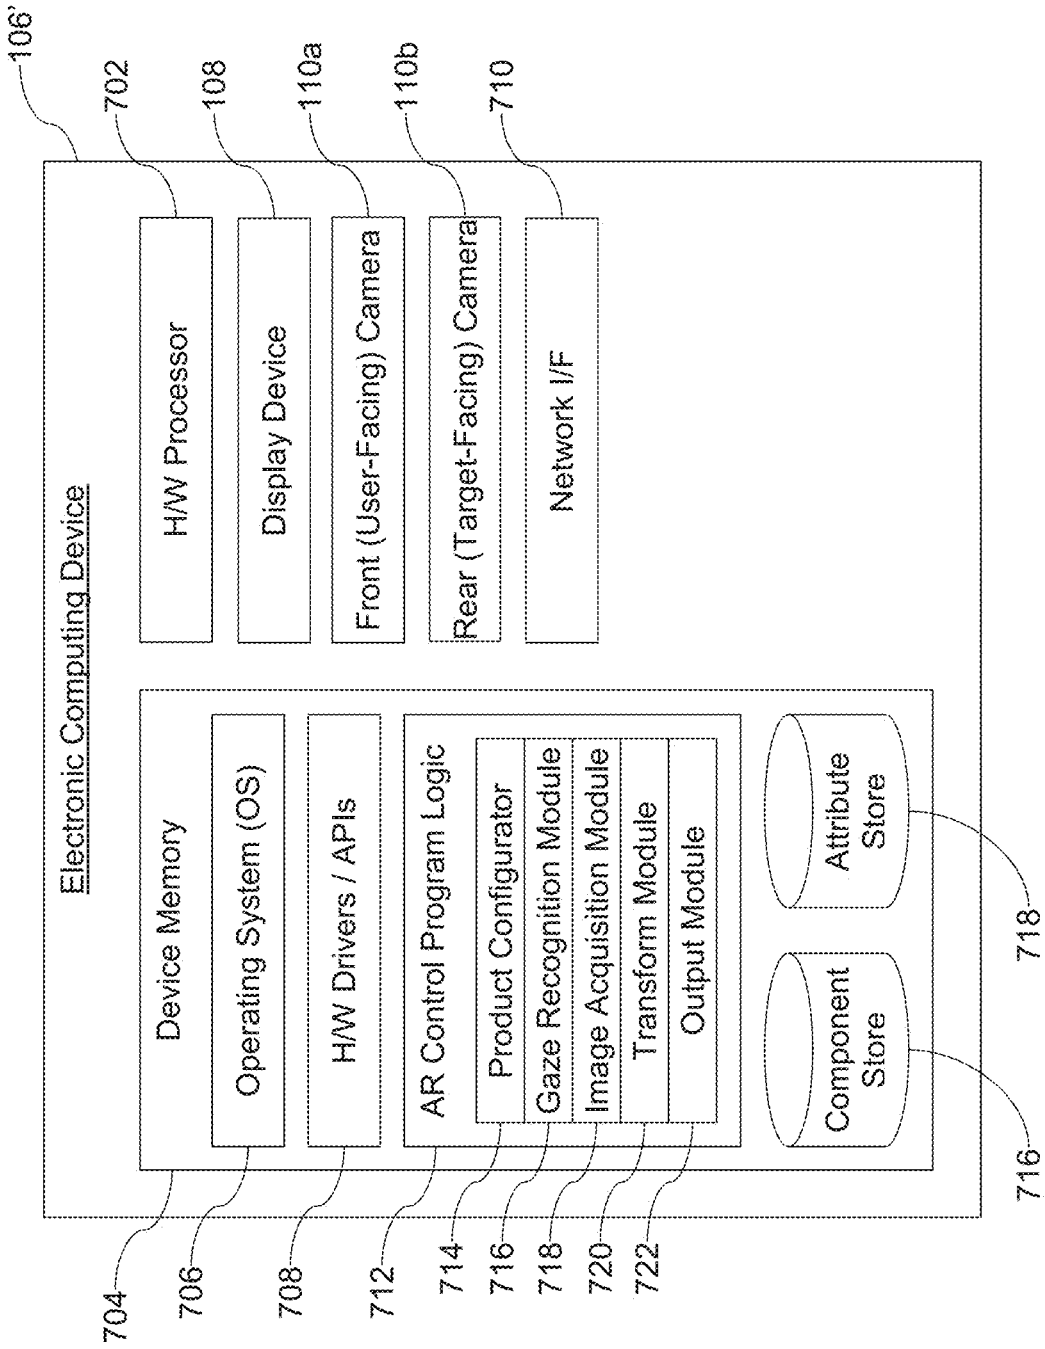 106'
Electronic Computing Device
Device Memory
Operating System (OS)
H/W Drivers / APIs
AR Control Program Logic
Product Configurator
Gaze Recognition Module
Image Acquisition Module
Transform Module
Output Module
Component
Store
Attribute
Store
H/W Processor
Display Device
Front (User-Facing) Camera
Rear (Target-Facing) Camera
Network I/F
702
108
110a
110b
710
704
706
708
712
714
716
718
720
722
716
718